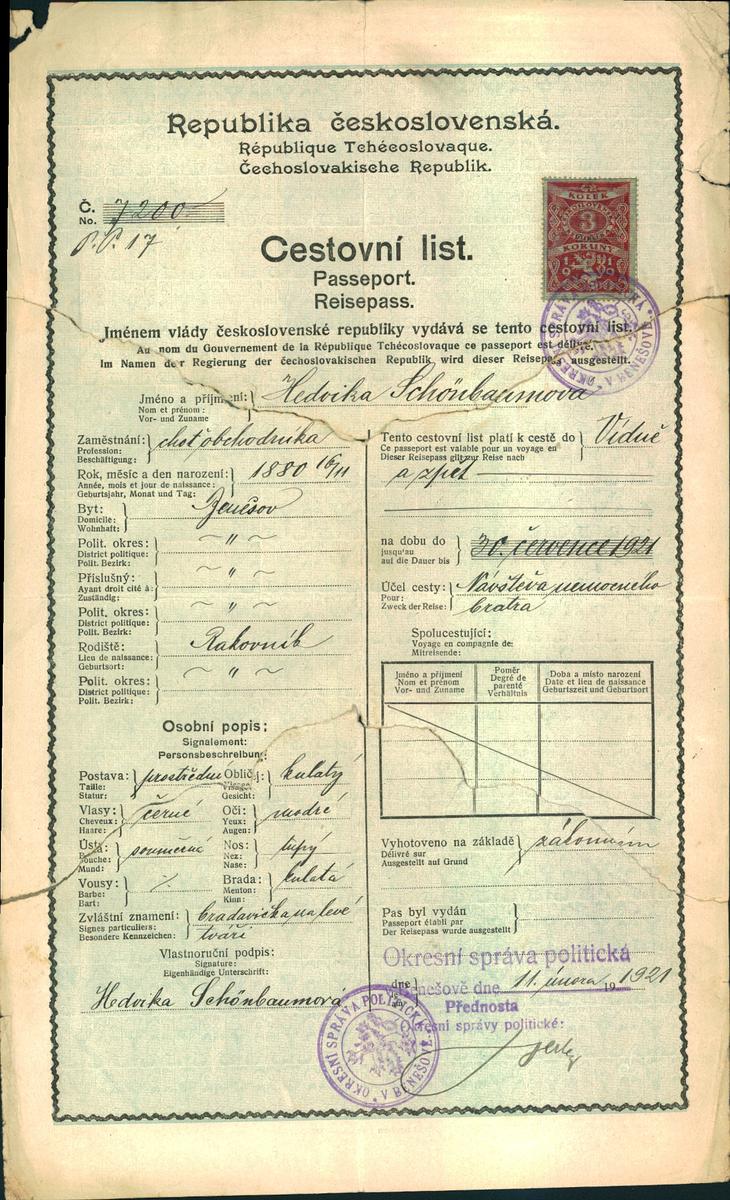 Republika československá.
République Tchécoslovaque.
Čechoslovakische Republik.
Č. 7200
No.
P.P. 17
KOLEK
3
KORUNY
1921
Cestovní list.
Passeport.
Reisepass.
OKRESNÍ SPRÁVA POLITICKÁ * V BENEŠOVĚ *
Jménem vlády československé republiky vydává se tento cestovní list.
Au nom du Gouvernement de la République Tchécoslovaque ce passeport est délivré.
Im Namen der Regierung der čechoslovakischen Republik wird dieser Reisepass ausgestellt.
Jméno a příjmení: Hedvika Schönbaumová
Nom et prénom:
Vor- und Zuname
Zaměstnání: choť obchodníka
Profession:
Beschäftigung:
Rok, měsíc a den narození: 1880 16/11
Année, mois et jour de naissance:
Geburtsjahr, Monat und Tag:
Byt: Benešov
Domicile:
Wohnhaft:
Polit. okres: ~ " ~
District politique:
Polit. Bezirk:
Příslušný: ~ " ~
Ayant droit cité à:
Zuständig:
Polit. okres: ~ " ~
District politique:
Polit. Bezirk:
Rodiště: Rakovník
Lieu de naissance:
Geburtsort:
Polit. okres: ~ " ~
District politique:
Polit. Bezirk:
Osobní popis:
Signalement:
Personsbeschreibung:
Postava: prostřední Obličej: kulatý
Taille: Visage
Statur: Gesicht:
Vlasy: černé Oči: modré
Cheveux: Yeux:
Haare: Augen:
Ústa: souměrná Nos: tupý
Bouche: Nez:
Mund: Nase:
Vousy: ⁒ Brada: kulatá
Barbe: Menton:
Bart: Kinn:
Zvláštní znamení: bradavička na levé
Signes particuliers: tváři
Besondere Kennzeichen:
Vlastnoruční podpis:
Signature:
Eigenhändige Unterschrift:
Hedvika Schönbaumová
Tento cestovní list platí k cestě do Vídně
Ce passeport est valable pour un voyage en
Dieser Reisepass gilt zur Reise nach
a zpět
na dobu do 30. července 1921
jusqu'au
auf die Dauer bis
Účel cesty: Návštěva nemocného
Pour: bratra
Zweck der Reise:
Spolucestující:
Voyage en compagnie de:
Mitreisende:
Jméno a příjmení Poměr Doba a místo narození
Nom et prénom Degré de parenté Date et lieu de naissance
Vor- und Zuname Verhältnis Geburtszeit und Geburtsort
Vyhotoveno na základě
Délivré sur
Ausgestellt auf Grund
Pas byl vydán
Passeport établi par
Der Reisepass wurde ausgestellt
Okresní správa politická
Benešově dne 11. února 1921
Přednosta
Okresní správy politické:
OKRESNÍ SPRÁVA POLITICKÁ * V BENEŠOVĚ *